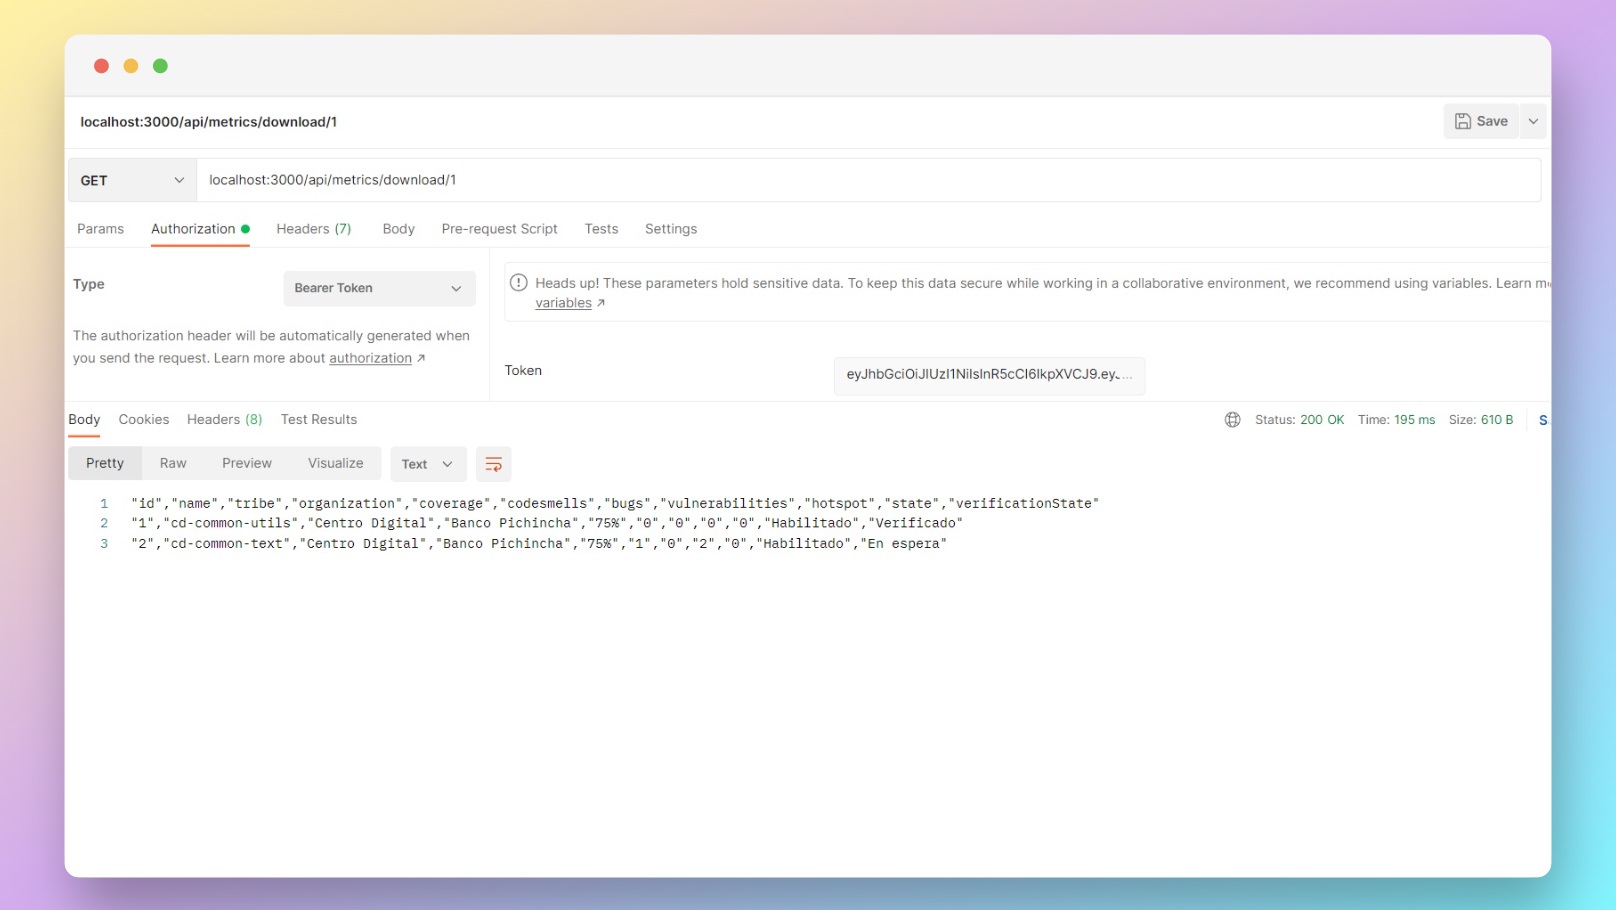 localhost:3000/api/metrics/download/1
Save
GET
localhost:3000/api/metrics/download/1
Params Authorization Headers (7) Body Pre-request Script Tests Settings
Type
Bearer Token
The authorization header will be automatically generated when
you send the request. Learn more about authorization ↗
Heads up! These parameters hold sensitive data. To keep this data secure while working in a collaborative environment, we recommend using variables. Learn
variables ↗
Token
eyJhbGciOiJIUzI1NiIsInR5cCI6IkpXVCJ9.ey...
Body Cookies Headers (8) Test Results
Status: 200 OK Time: 195 ms Size: 610 B S
Pretty Raw Preview Visualize Text
1 "id","name","tribe","organization","coverage","codesmells","bugs","vulnerabilities","hotspot","state","verificationState"
2 "1","cd-common-utils","Centro Digital","Banco Pichincha","75%","0","0","0","0","Habilitado","Verificado"
3 "2","cd-common-text","Centro Digital","Banco Pichincha","75%","1","0","2","0","Habilitado","En espera"